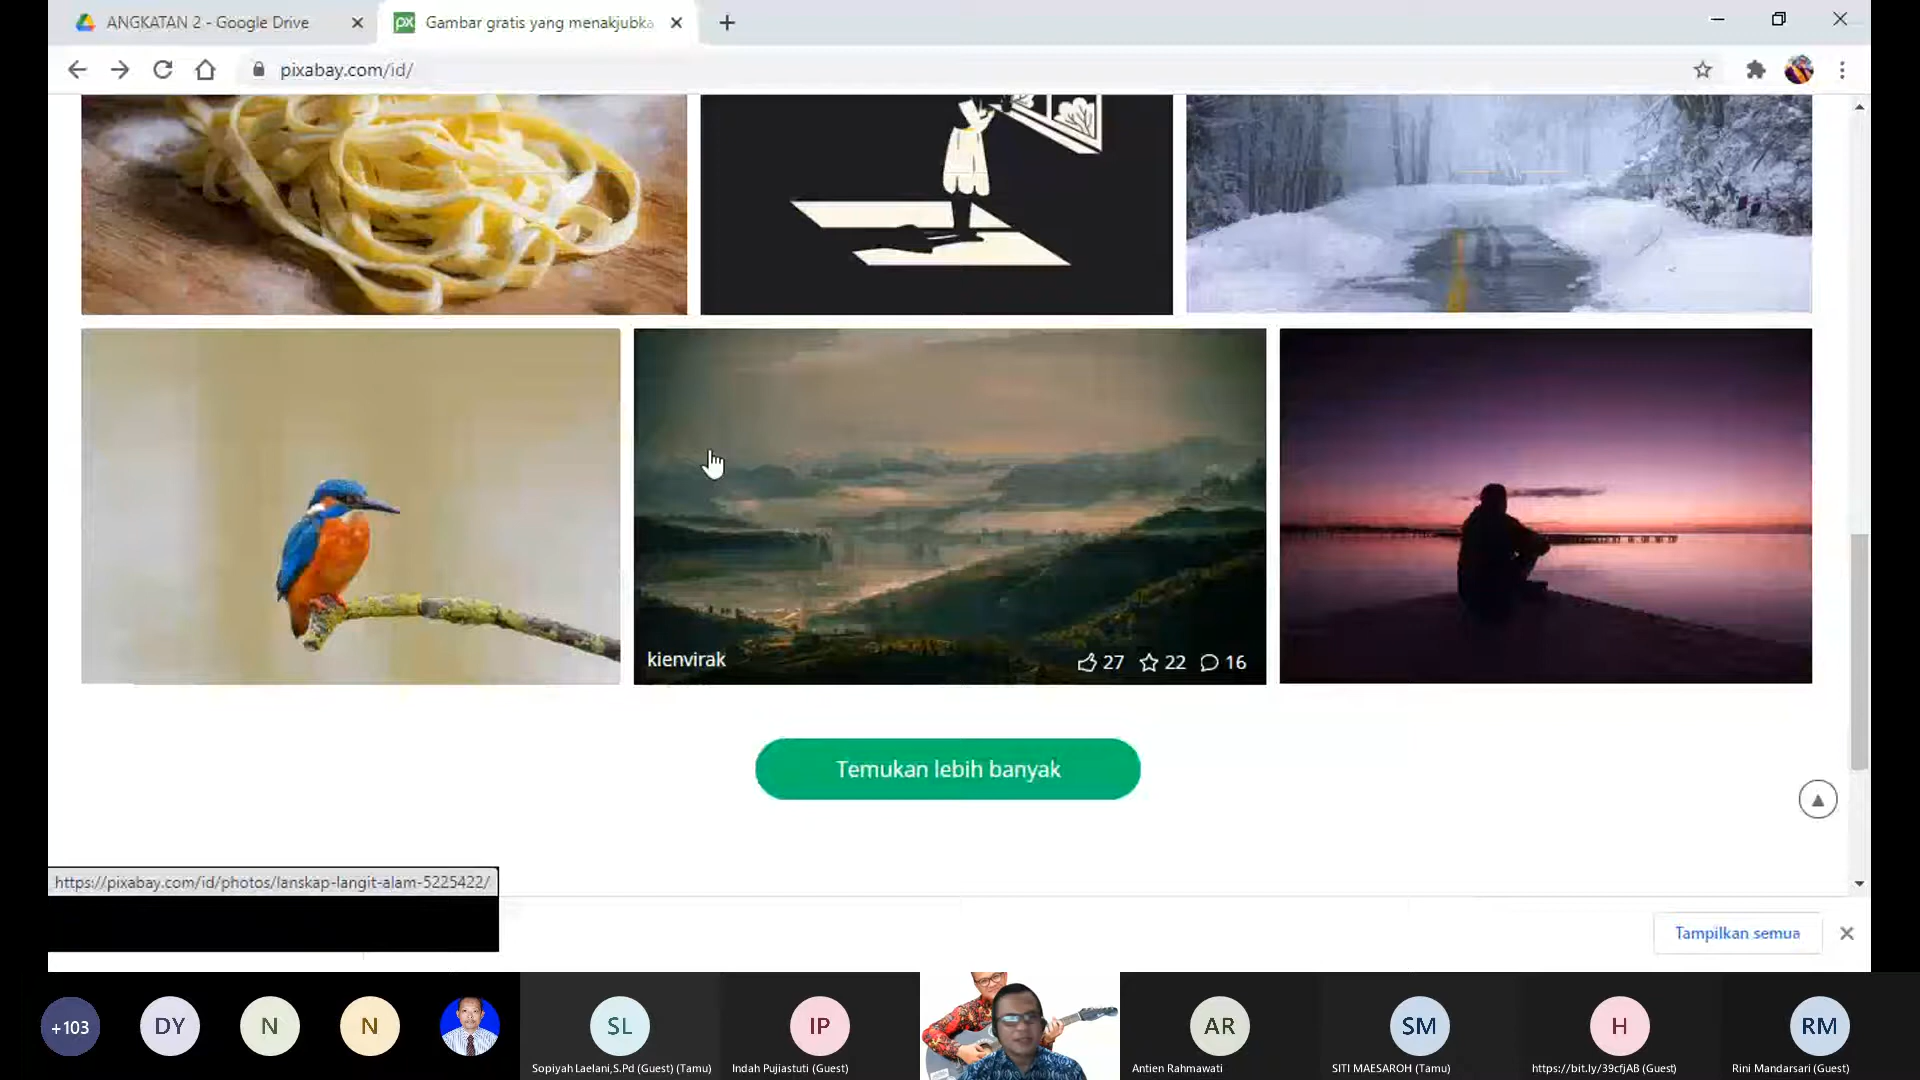 ANGKATAN 2 - Google Drive
Gambar gratis yang menakjubka
pixabay.com/id/
kienvirak
27 22 16
Temukan lebih banyak
https://pixabay.com/id/photos/lanskap-langit-alam-5225422/
Tampilkan semua
+103
DY
N
N
SL
IP
AR
SM
H
RM
Sopiyah Laelani,S.Pd (Guest) (Tamu)
Indah Pujiastuti (Guest)
Antien Rahmawati
SITI MAESAROH (Tamu)
https://bit.ly/39cfjAB (Guest)
Rini Mandarsari (Guest)